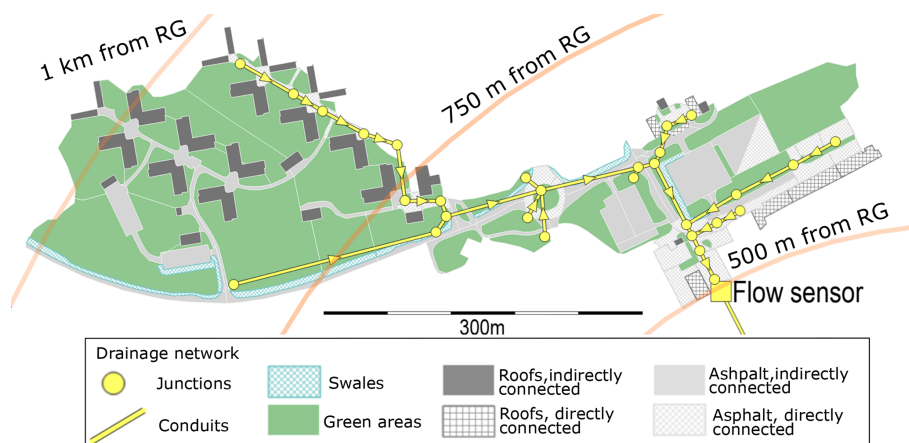 1 km from RG
750 m from RG
500 m from RG
Flow sensor
300m
Drainage network
Junctions
Conduits
Swales
Green areas
Roofs,indirectly
connected
Roofs, directly
connected
Ashpalt,indirectly
connected
Asphalt, directly
connected